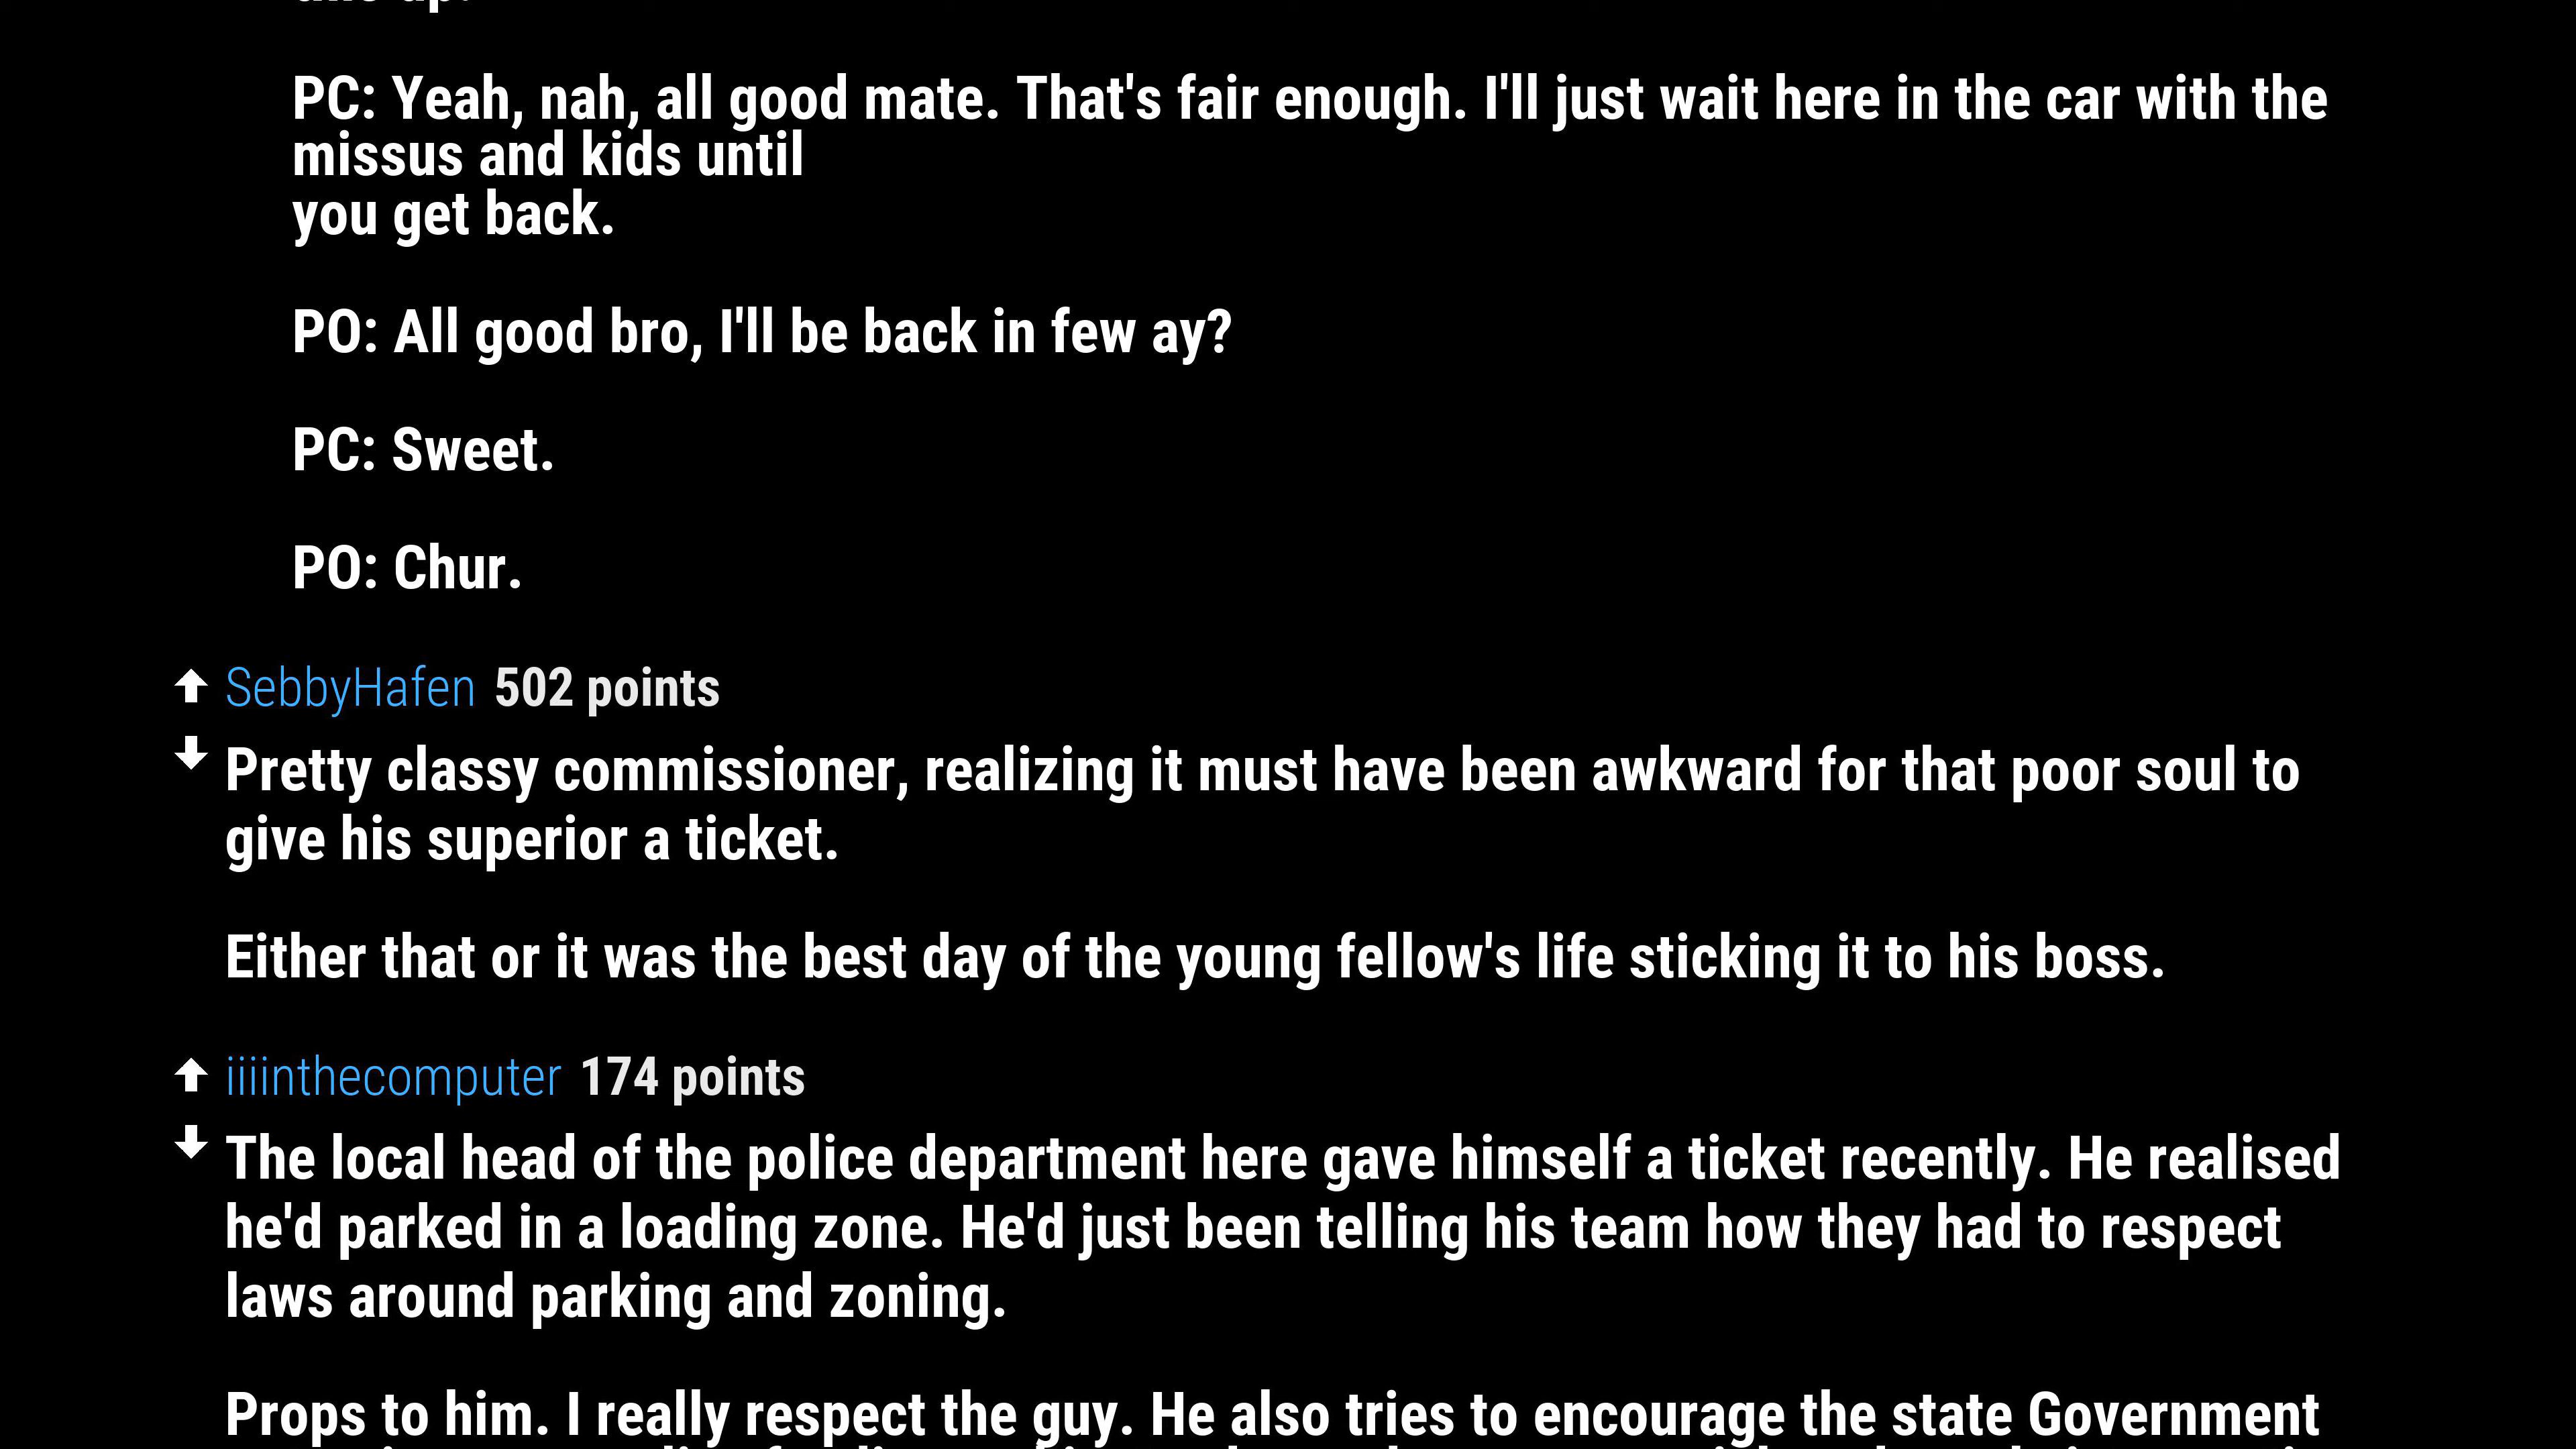 PC: Yeah, nah, all good mate. That's fair enough. I'll just wait here in the car with the
missus and kids until
you get back.
PO: All good bro, I'll be back in few ay?
PC: Sweet.
PO: Chur.
SebbyHafen 502 points
Pretty classy commissioner, realizing it must have been awkward for that poor soul to
give his superior a ticket.
Either that or it was the best day of the young fellow's life sticking it to his boss.
iiiinthecomputer 174 points
The local head of the police department here gave himself a ticket recently. He realised
he'd parked in a loading zone. He'd just been telling his team how they had to respect
laws around parking and zoning.
Props to him. I really respect the guy. He also tries to encourage the state Government